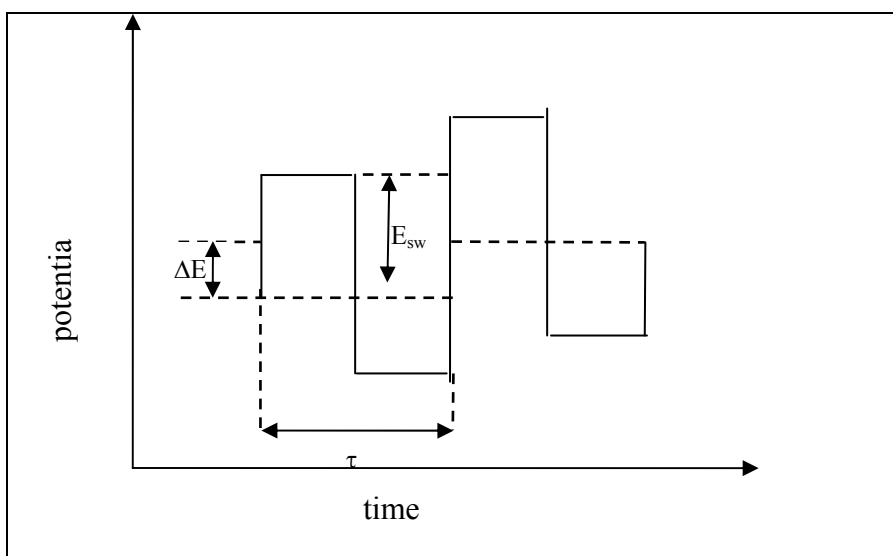 E_sw
ΔE
potentia
τ
time